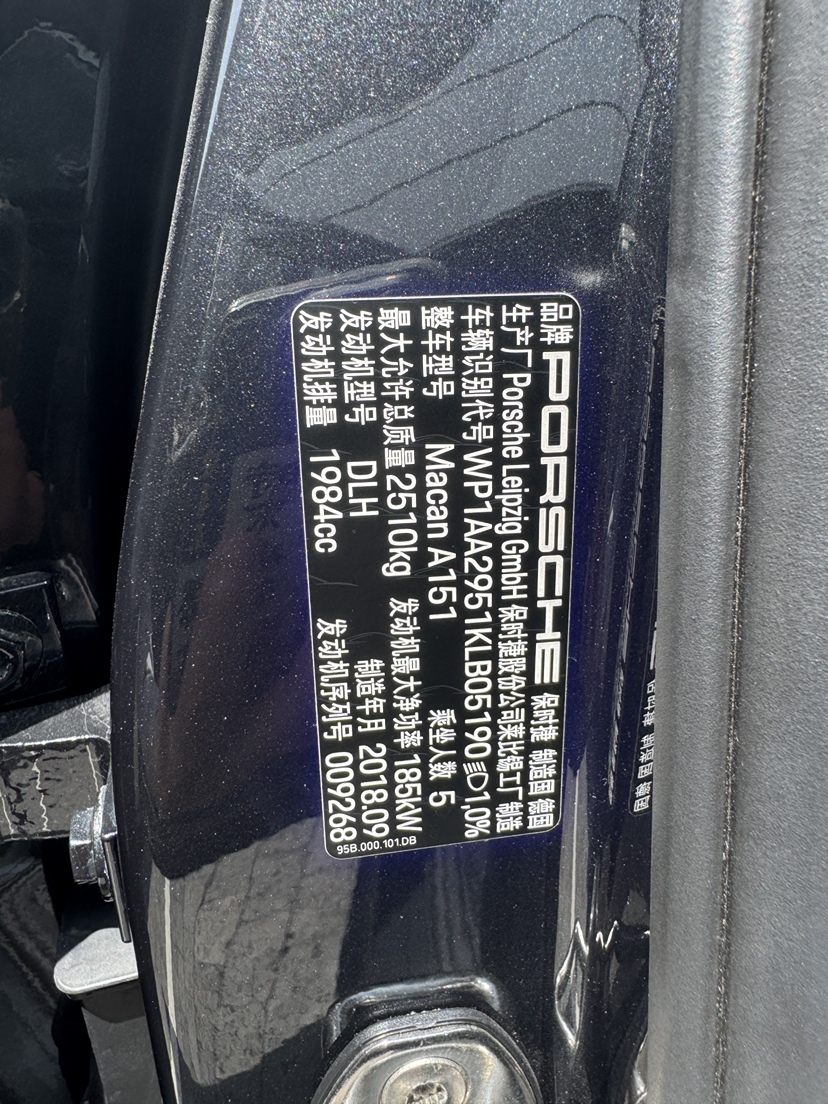 品牌 PORSCHE 保时捷 制造国 德国
生产厂 Porsche Leipzig GmbH 保时捷股份公司莱比锡工厂 制造
车辆识别代号 WP1AA2951KLB05190 1,0%
整车型号 Macan A151 乘坐人数 5
最大允许总质量 2510kg 发动机最大净功率 185kW
发动机型号 DLH 制造年月 2018.09
发动机排量 1984cc 发动机序列号 009268
95B.000.101.DB